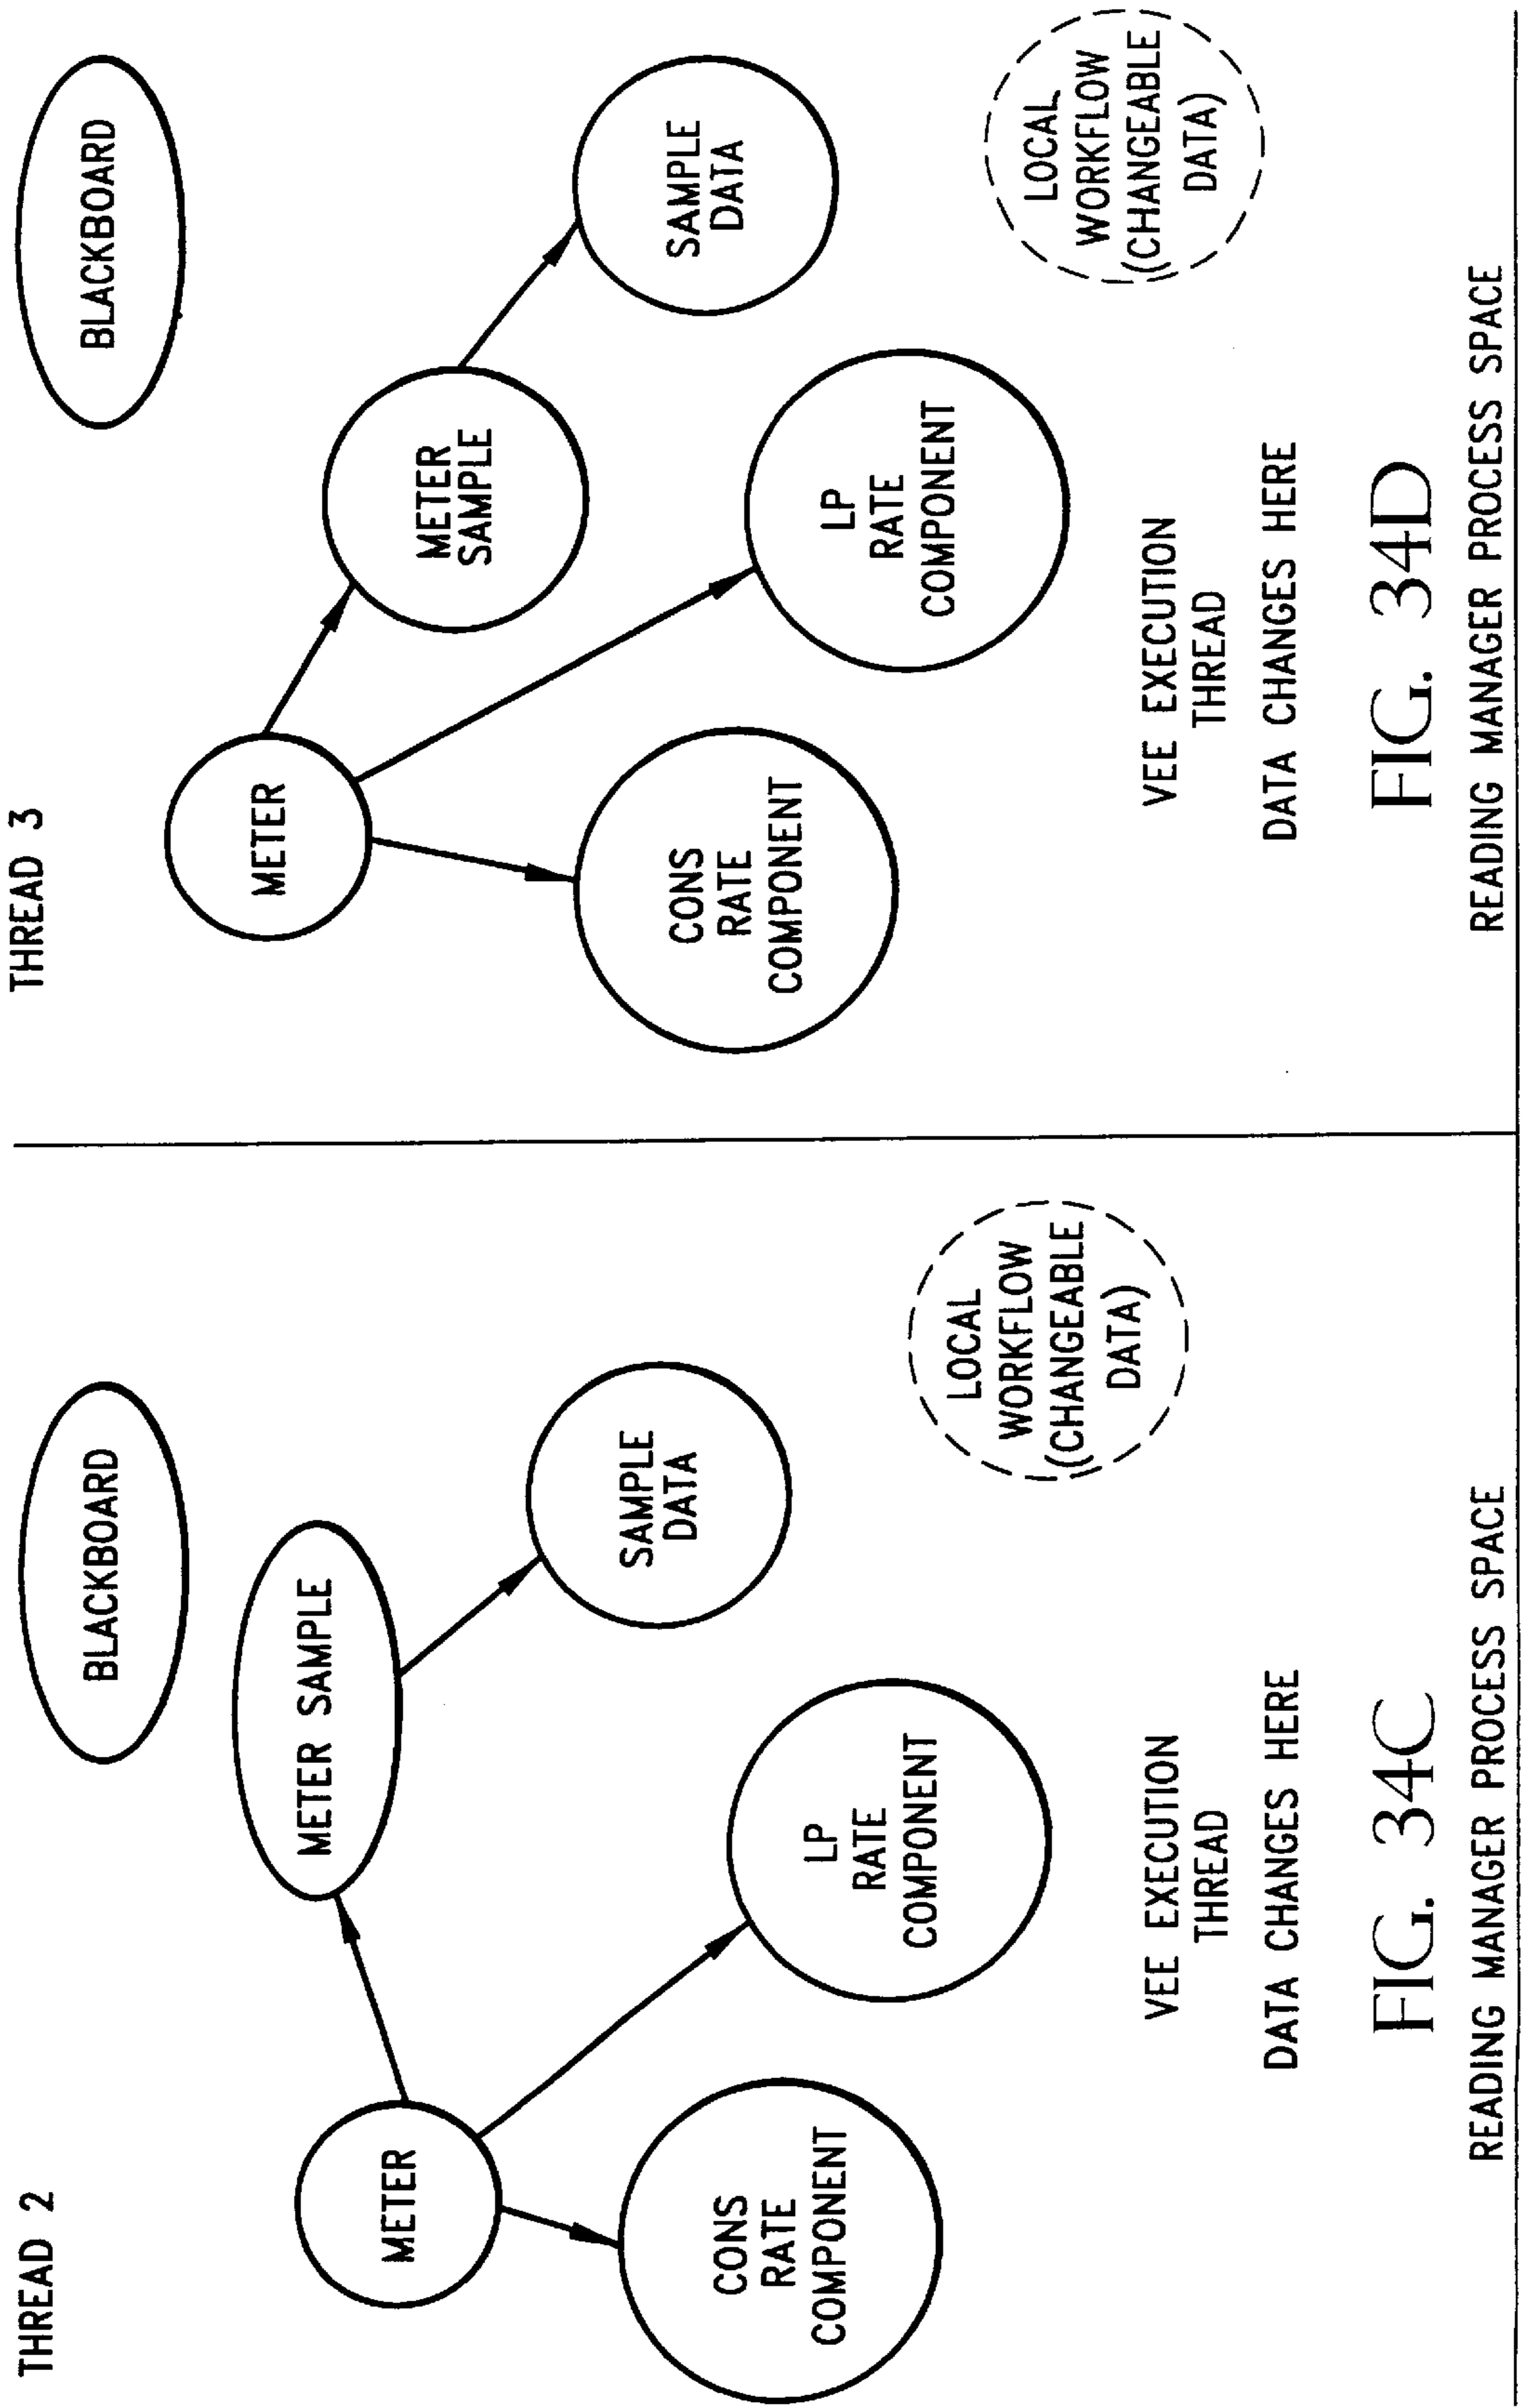 THREAD 2
BLACKBOARD
METER SAMPLE
METER
SAMPLE
DATA
LP
RATE
COMPONENT
CONS
RATE
COMPONENT
LOCAL
WORKFLOW
(CHANGEABLE
DATA)
VEE EXECUTION
THREAD
DATA CHANGES HERE
FIG. 34C
READING MANAGER PROCESS SPACE
THREAD 3
BLACKBOARD
METER
METER
SAMPLE
SAMPLE
DATA
CONS
RATE
COMPONENT
LP
RATE
COMPONENT
LOCAL
WORKFLOW
(CHANGEABLE
DATA)
VEE EXECUTION
THREAD
DATA CHANGES HERE
FIG. 34D
READING MANAGER PROCESS SPACE